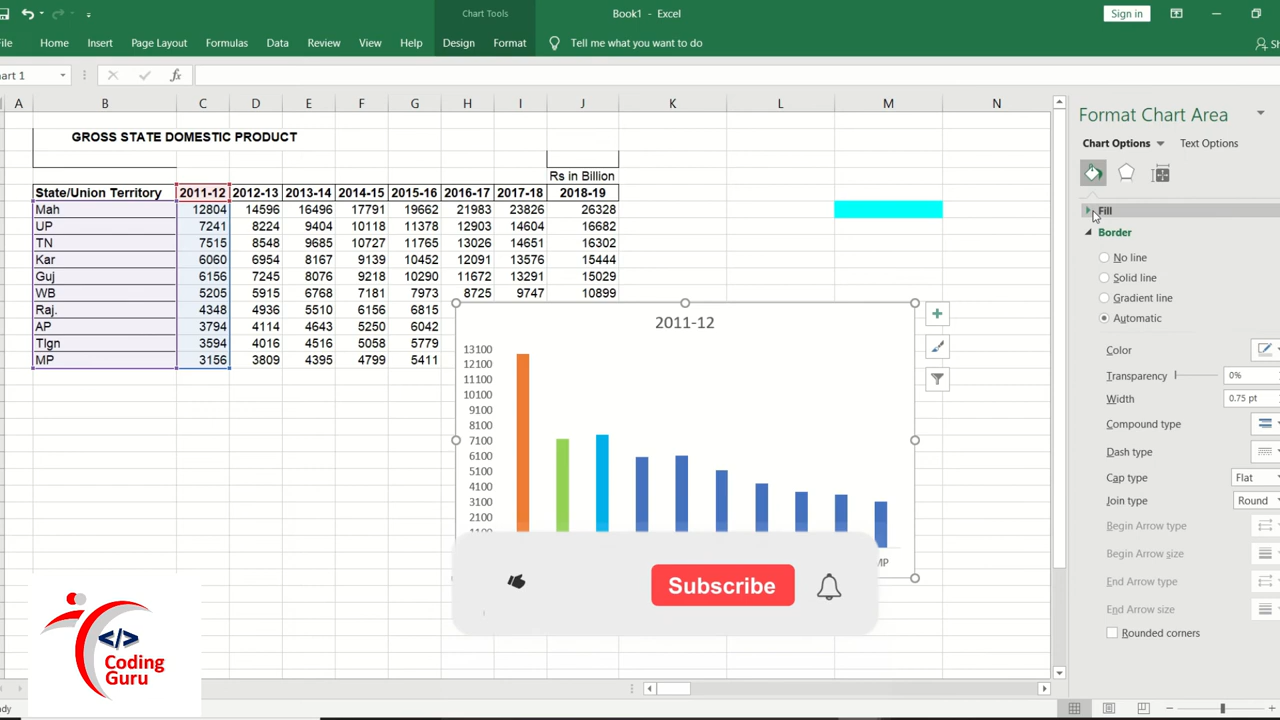 Chart Tools
Book1 - Excel
Sign in
File Home Insert Page Layout Formulas Data Review View Help Design Format Tell me what you want to do
fx
A B C D E F G H I J K L M N
GROSS STATE DOMESTIC PRODUCT
Rs in Billion
State/Union Territory 2011-12 2012-13 2013-14 2014-15 2015-16 2016-17 2017-18 2018-19
Mah 12804 14596 16496 17791 19662 21983 23826 26328
UP 7241 8224 9404 10118 11378 12903 14604 16682
TN 7515 8548 9685 10727 11765 13026 14651 16302
Kar 6060 6954 8167 9139 10452 12091 13576 15444
Guj 6156 7245 8076 9218 10290 11672 13291 15029
WB 5205 5915 6768 7181 7973 8725 9747 10899
Raj. 4348 4936 5510 6156 6815
AP 3794 4114 4643 5250 6042
Tlgn 3594 4016 4516 5058 5779
MP 3156 3809 4395 4799 5411
2011-12
13100
12100
11100
10100
9100
8100
7100
6100
5100
4100
3100
2100
MP
Subscribe
</>
Coding
Guru
Format Chart Area
Chart Options Text Options
Fill
Border
No line
Solid line
Gradient line
Automatic
Color
Transparency 0%
Width 0.75 pt
Compound type
Dash type
Cap type Flat
Join type Round
Begin Arrow type
Begin Arrow size
End Arrow type
End Arrow size
Rounded corners